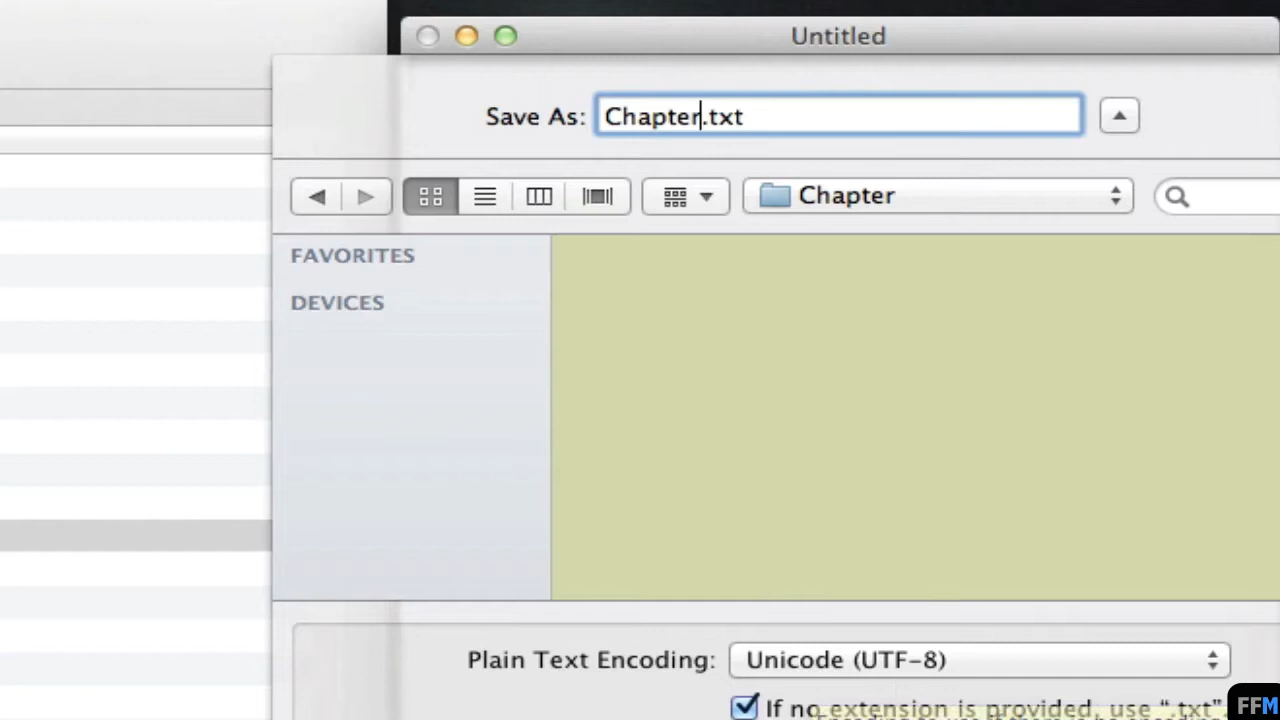 Untitled
Save As: Chapter.txt
Chapter
FAVORITES
DEVICES
Plain Text Encoding: Unicode (UTF-8)
If no extension is provided, use “.txt”.
FFM